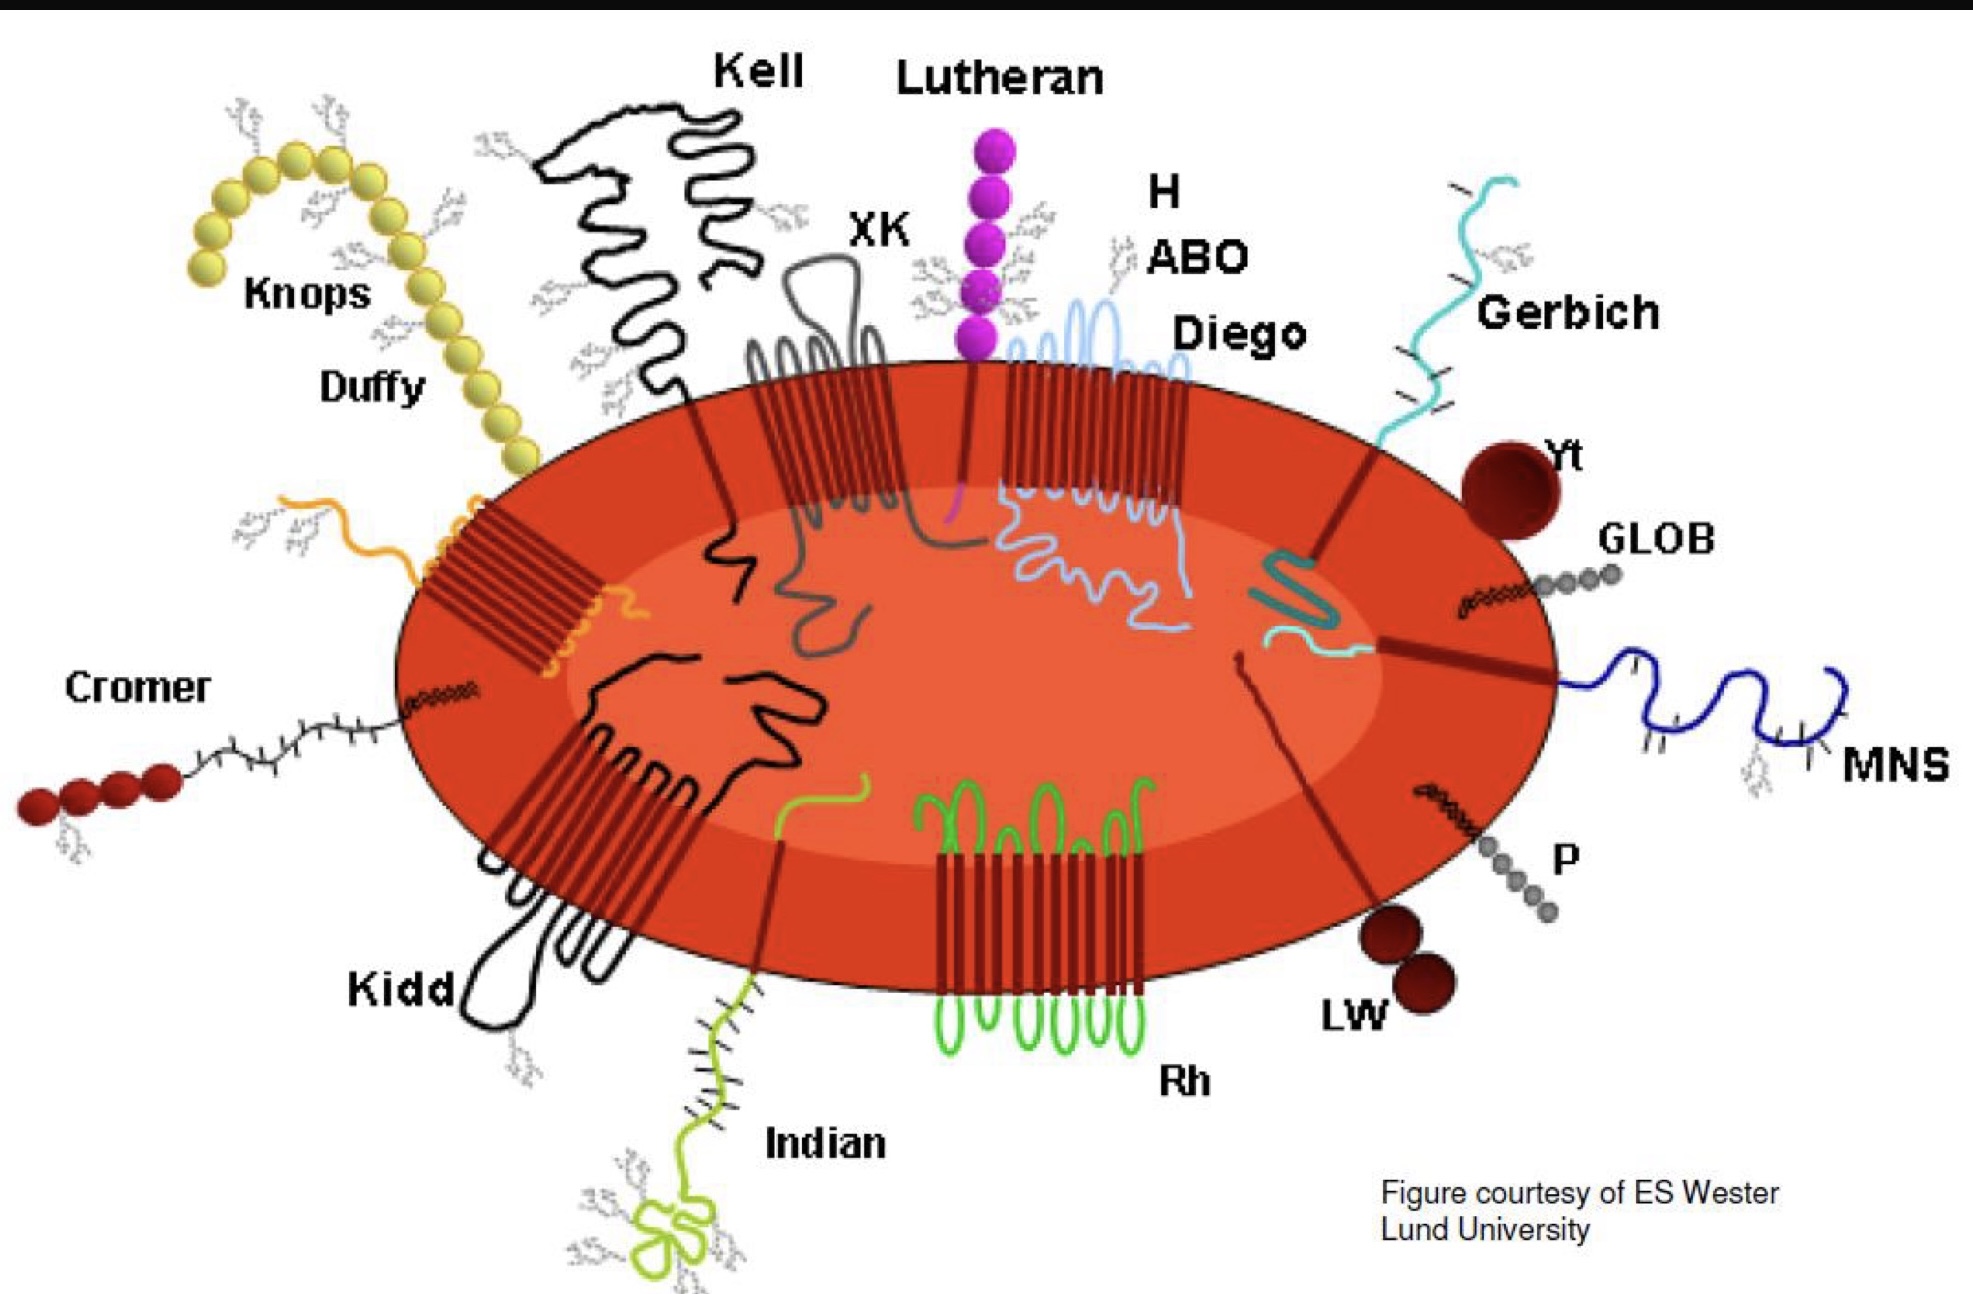 Kell
Lutheran
H
XK
ABO
Knops
Gerbich
Diego
Duffy
Yt
GLOB
Cromer
MNS
P
Kidd
LW
Rh
Indian
Figure courtesy of ES Wester
Lund University